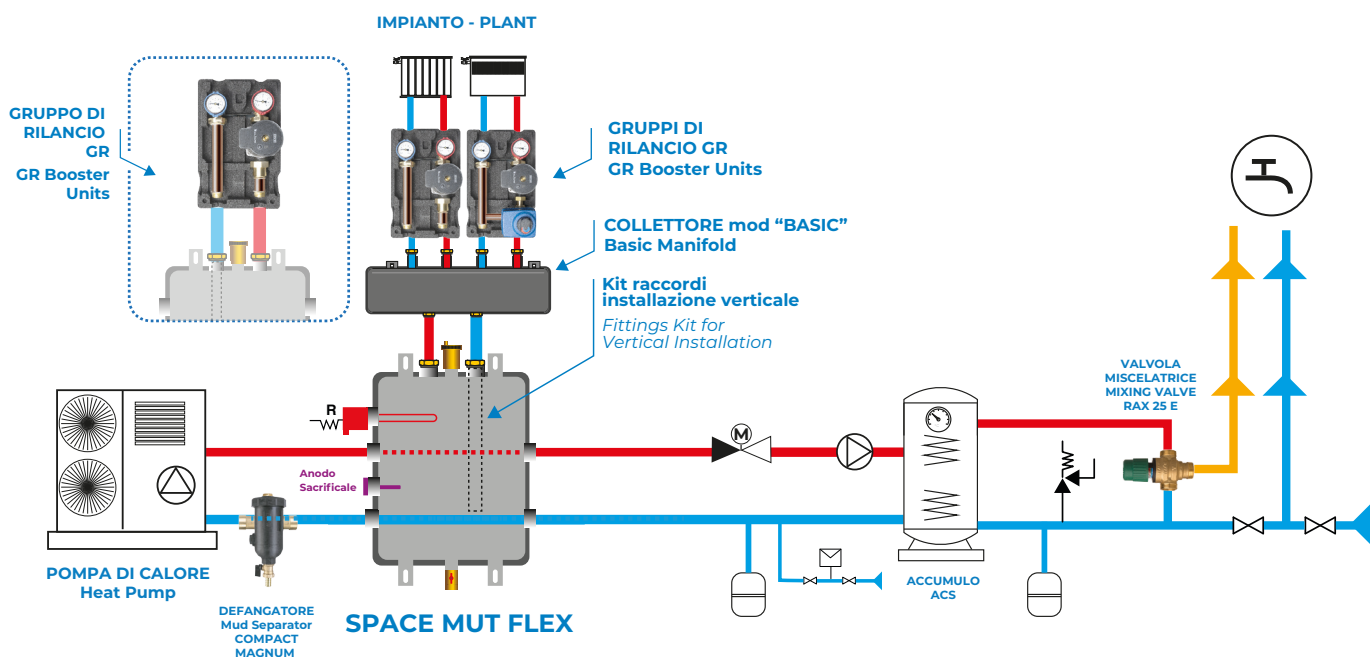 IMPIANTO - PLANT
GRUPPO DI
RILANCIO
GR
GR Booster
Units
GRUPPI DI
RILANCIO GR
GR Booster Units
COLLETTORE mod “BASIC”
Basic Manifold
Kit raccordi
installazione verticale
Fittings Kit for
Vertical Installation
VALVOLA
MISCELATRICE
MIXING VALVE
RAX 25 E
R
M
Anodo
Sacrificale
POMPA DI CALORE
Heat Pump
DEFANGATORE
Mud Separator
COMPACT
MAGNUM
SPACE MUT FLEX
ACCUMULO
ACS